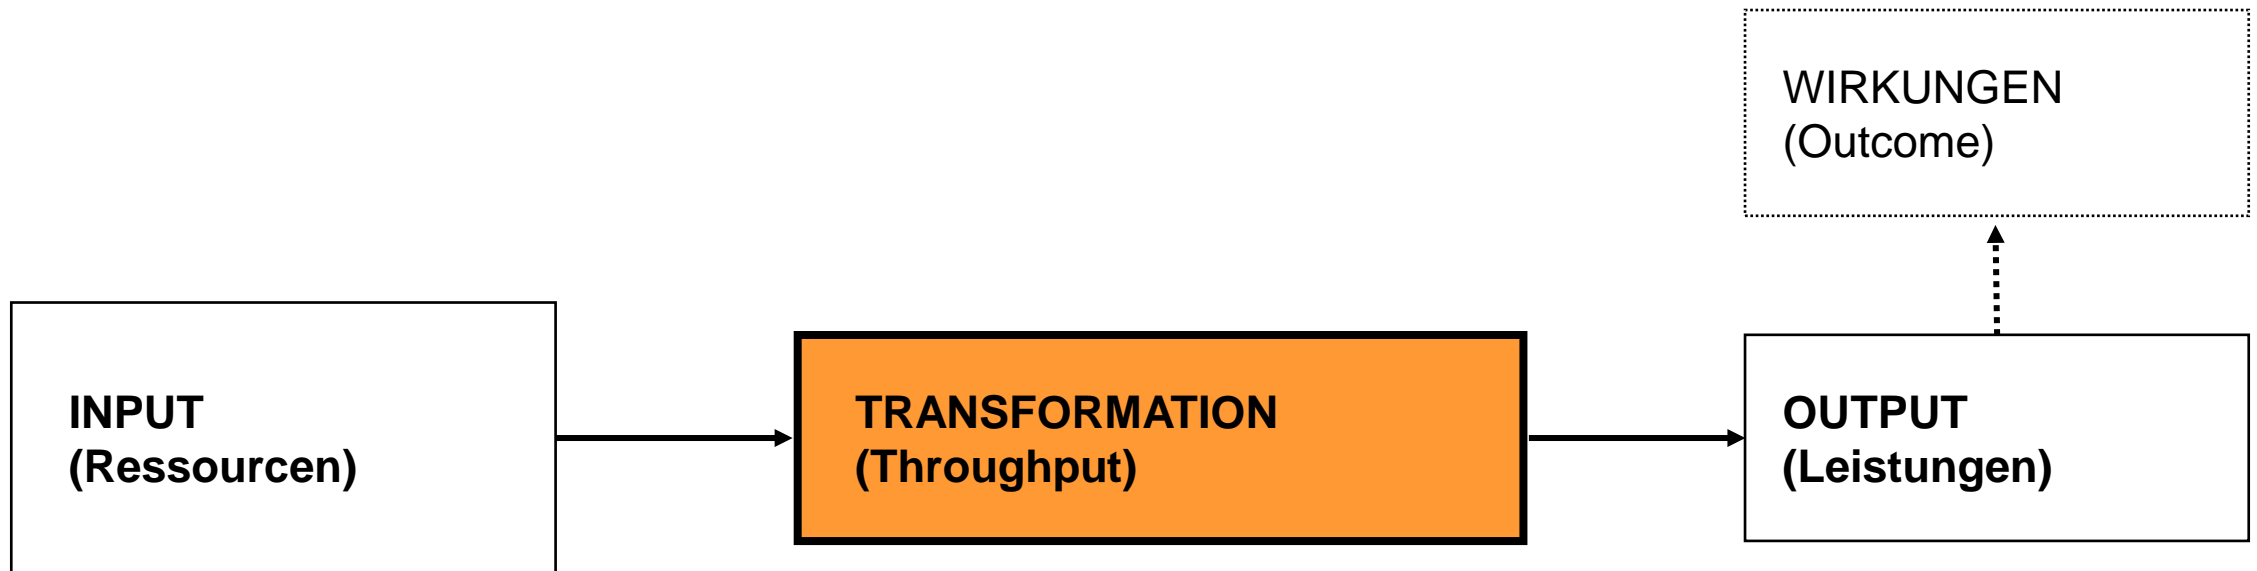 WIRKUNGEN
(Outcome)
INPUT
(Ressourcen)
TRANSFORMATION
(Throughput)
OUTPUT
(Leistungen)